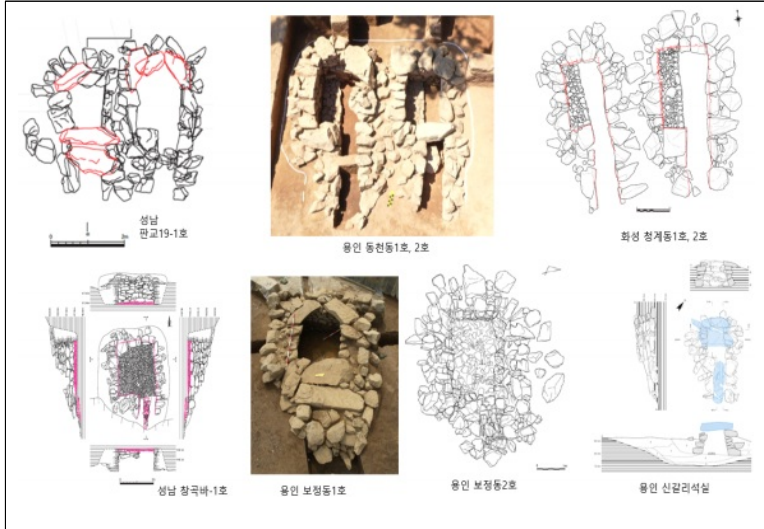 성남
판교19-1호
용인 동천동1호, 2호
화성 청계동1호, 2호
성남 창곡바-1호
용인 보정동1호
용인 보정동2호
용인 신갈리석실